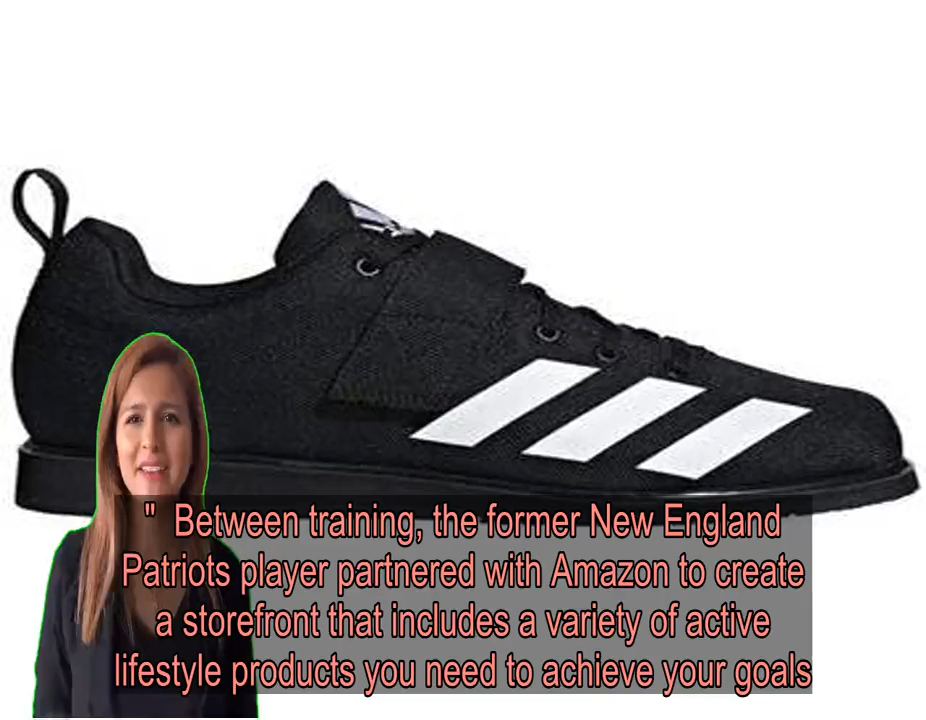 " Between training, the former New England
Patriots player partnered with Amazon to create
a storefront that includes a variety of active
lifestyle products you need to achieve your goals